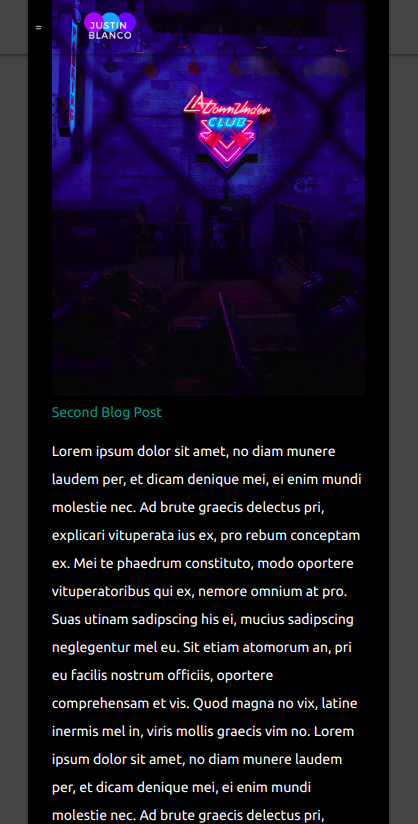 =
JUSTIN
BLANCO
LA DownUnder
CLUB
Second Blog Post
Lorem ipsum dolor sit amet, no diam munere
laudem per, et dicam denique mei, ei enim mundi
molestie nec. Ad brute graecis delectus pri,
explicari vituperata ius ex, pro rebum conceptam
ex. Mei te phaedrum constituto, modo oportere
vituperatoribus qui ex, nemore omnium at pro.
Suas utinam sadipscing his ei, mucius sadipscing
neglegentur mel eu. Sit etiam atomorum an, pri
eu facilis nostrum officiis, oportere
comprehensam et vis. Quod magna no vix, latine
inermis mel in, viris mollis graecis vim no. Lorem
ipsum dolor sit amet, no diam munere laudem
per, et dicam denique mei, ei enim mundi
molestie nec. Ad brute graecis delectus pri,